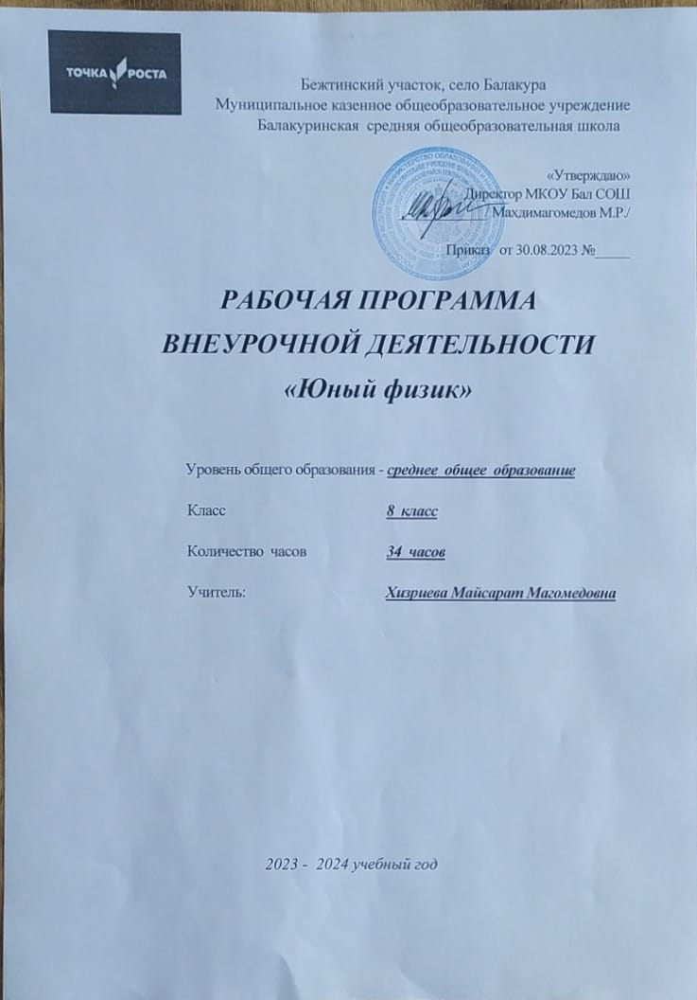 ТОЧКА РОСТА
Бежтинский участок, село Балакура
Муниципальное казенное общеобразовательное учреждение
Балакуринская средняя общеобразовательная школа
«Утверждаю»
Директор МКОУ Бал СОШ
/ Махдимагомедов М.Р./
Приказ от 30.08.2023 №_____
РАБОЧАЯ ПРОГРАММА
ВНЕУРОЧНОЙ ДЕЯТЕЛЬНОСТИ
«Юный физик»
Уровень общего образования - среднее общее образование
Класс 8 класс
Количество часов 34 часов
Учитель: Хизриева Майсарат Магомедовна
2023 - 2024 учебный год